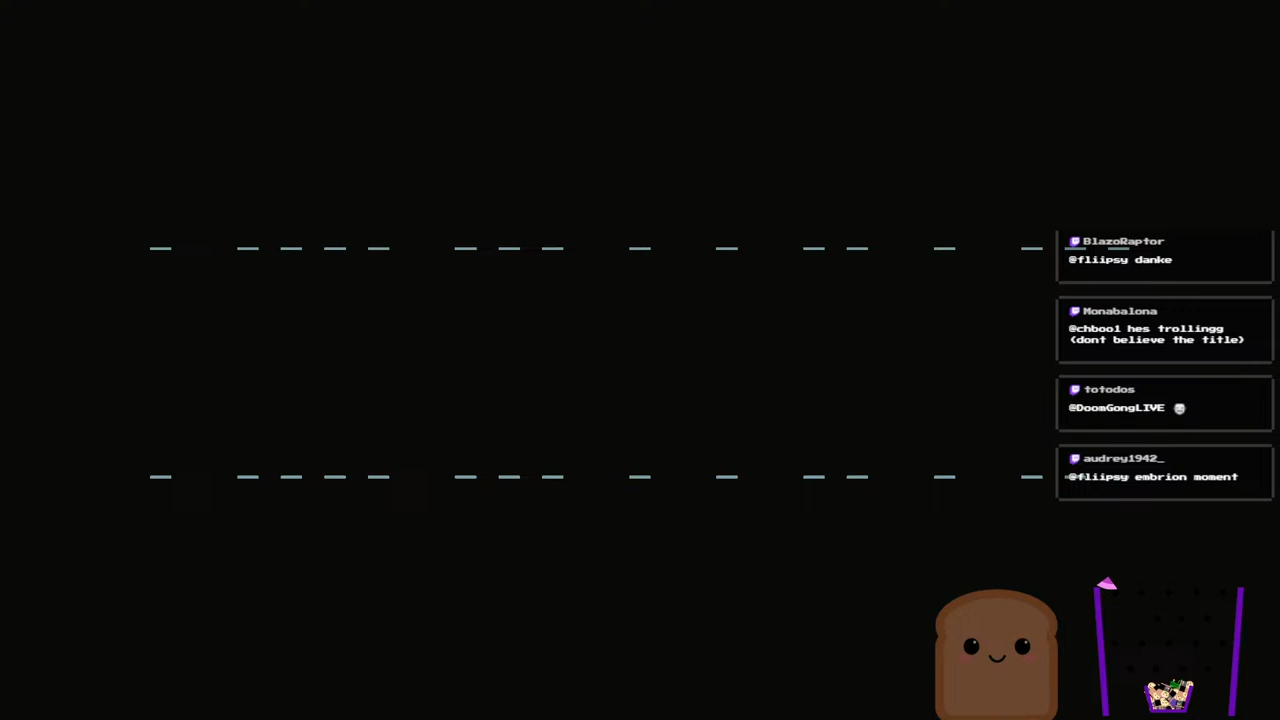 BlazoRaptor
@fliipsy danke
Monabalona
@chbool hes trollingg
(dont believe the title)
totodos
@DoomGongLIVE
audrey1942_
@fliipsy embrion moment